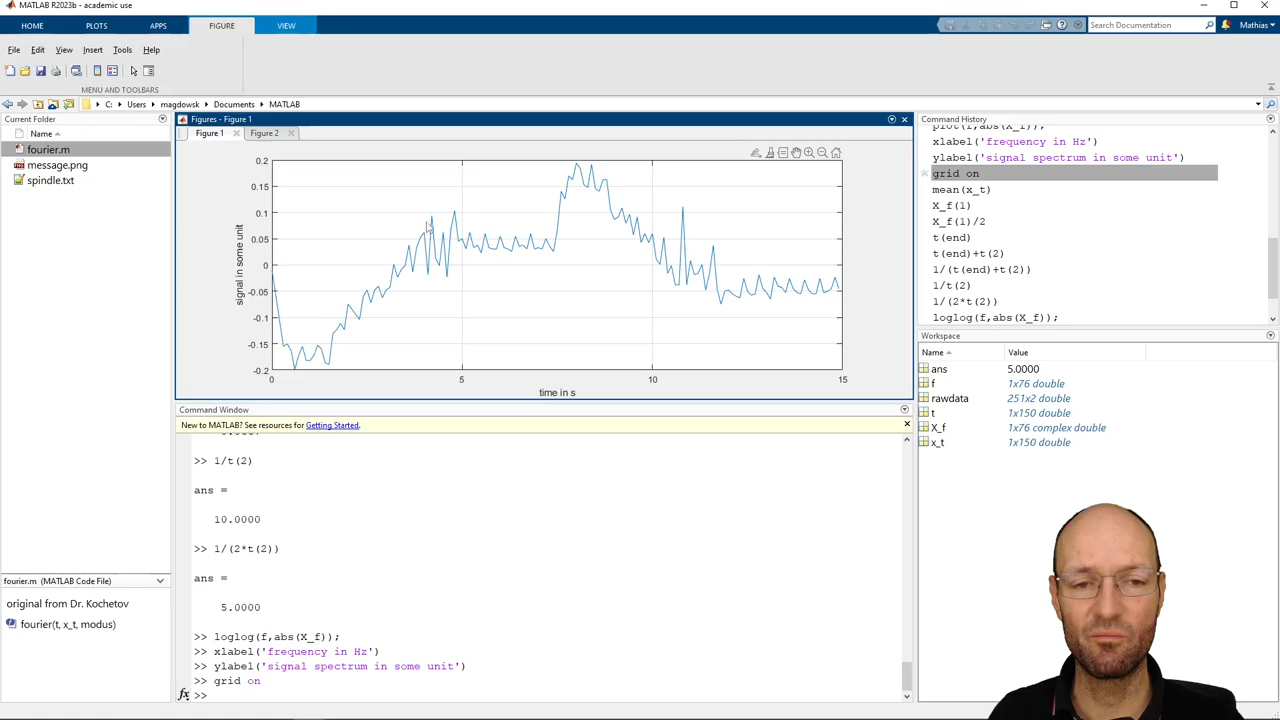 MATLAB R2023b - academic use
HOME PLOTS APPS FIGURE VIEW
Search Documentation Mathias
File Edit View Insert Tools Help
MENU AND TOOLBARS
C: Users magdowsk Documents MATLAB
Current Folder
Name
fourier.m
message.png
spindle.txt
fourier.m (MATLAB Code File)
original from Dr. Kochetov
fourier(t, x_t, modus)
Figures - Figure 1
Figure 1 Figure 2
0.2
0.15
0.1
0.05
0
-0.05
-0.1
-0.15
-0.2
signal in some unit
0 5 10 15
time in s
Command Window
New to MATLAB? See resources for Getting Started.
>> 1/t(2)
ans =
10.0000
>> 1/(2*t(2))
ans =
5.0000
>> loglog(f,abs(X_f));
>> xlabel('frequency in Hz')
>> ylabel('signal spectrum in some unit')
>> grid on
fx >>
Command History
plot(f,abs(X_f));
xlabel('frequency in Hz')
ylabel('signal spectrum in some unit')
grid on
mean(x_t)
X_f(1)
X_f(1)/2
t(end)
t(end)+t(2)
1/(t(end)+t(2))
1/t(2)
1/(2*t(2))
loglog(f,abs(X_f));
Workspace
Name Value
ans 5.0000
f 1x76 double
rawdata 251x2 double
t 1x150 double
X_f 1x76 complex double
x_t 1x150 double